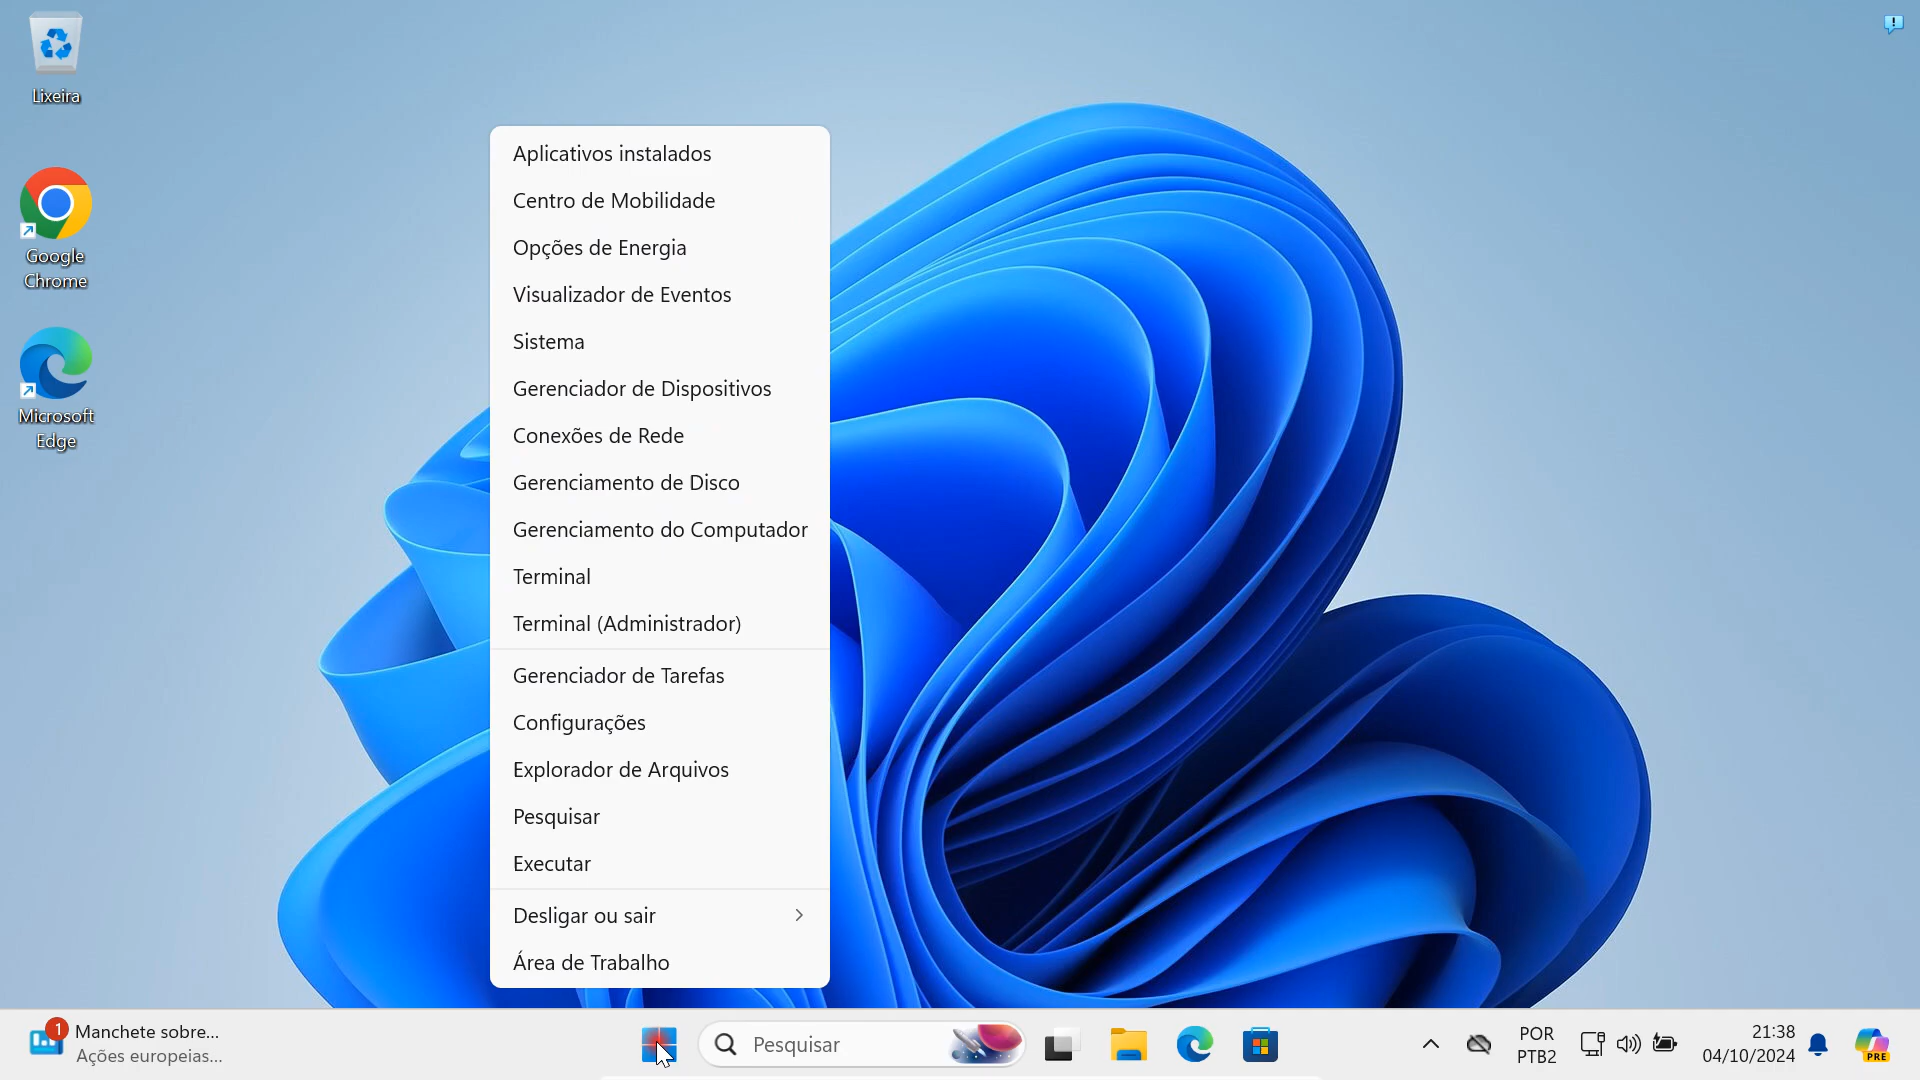 Lixeira
Google
Chrome
Microsoft
Edge
Aplicativos instalados
Centro de Mobilidade
Opções de Energia
Visualizador de Eventos
Sistema
Gerenciador de Dispositivos
Conexões de Rede
Gerenciamento de Disco
Gerenciamento do Computador
Terminal
Terminal (Administrador)
Gerenciador de Tarefas
Configurações
Explorador de Arquivos
Pesquisar
Executar
Desligar ou sair
Área de Trabalho
1
Manchete sobre...
Ações europeias...
Pesquisar
POR
PTB2
21:38
04/10/2024
PRE